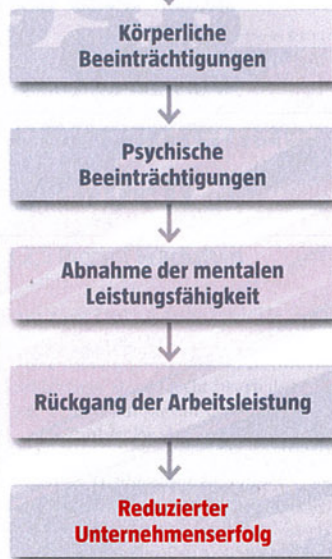 Körperliche
Beeinträchtigungen
Psychische
Beeinträchtigungen
Abnahme der mentalen
Leistungsfähigkeit
Rückgang der Arbeitsleistung
Reduzierter
Unternehmenserfolg